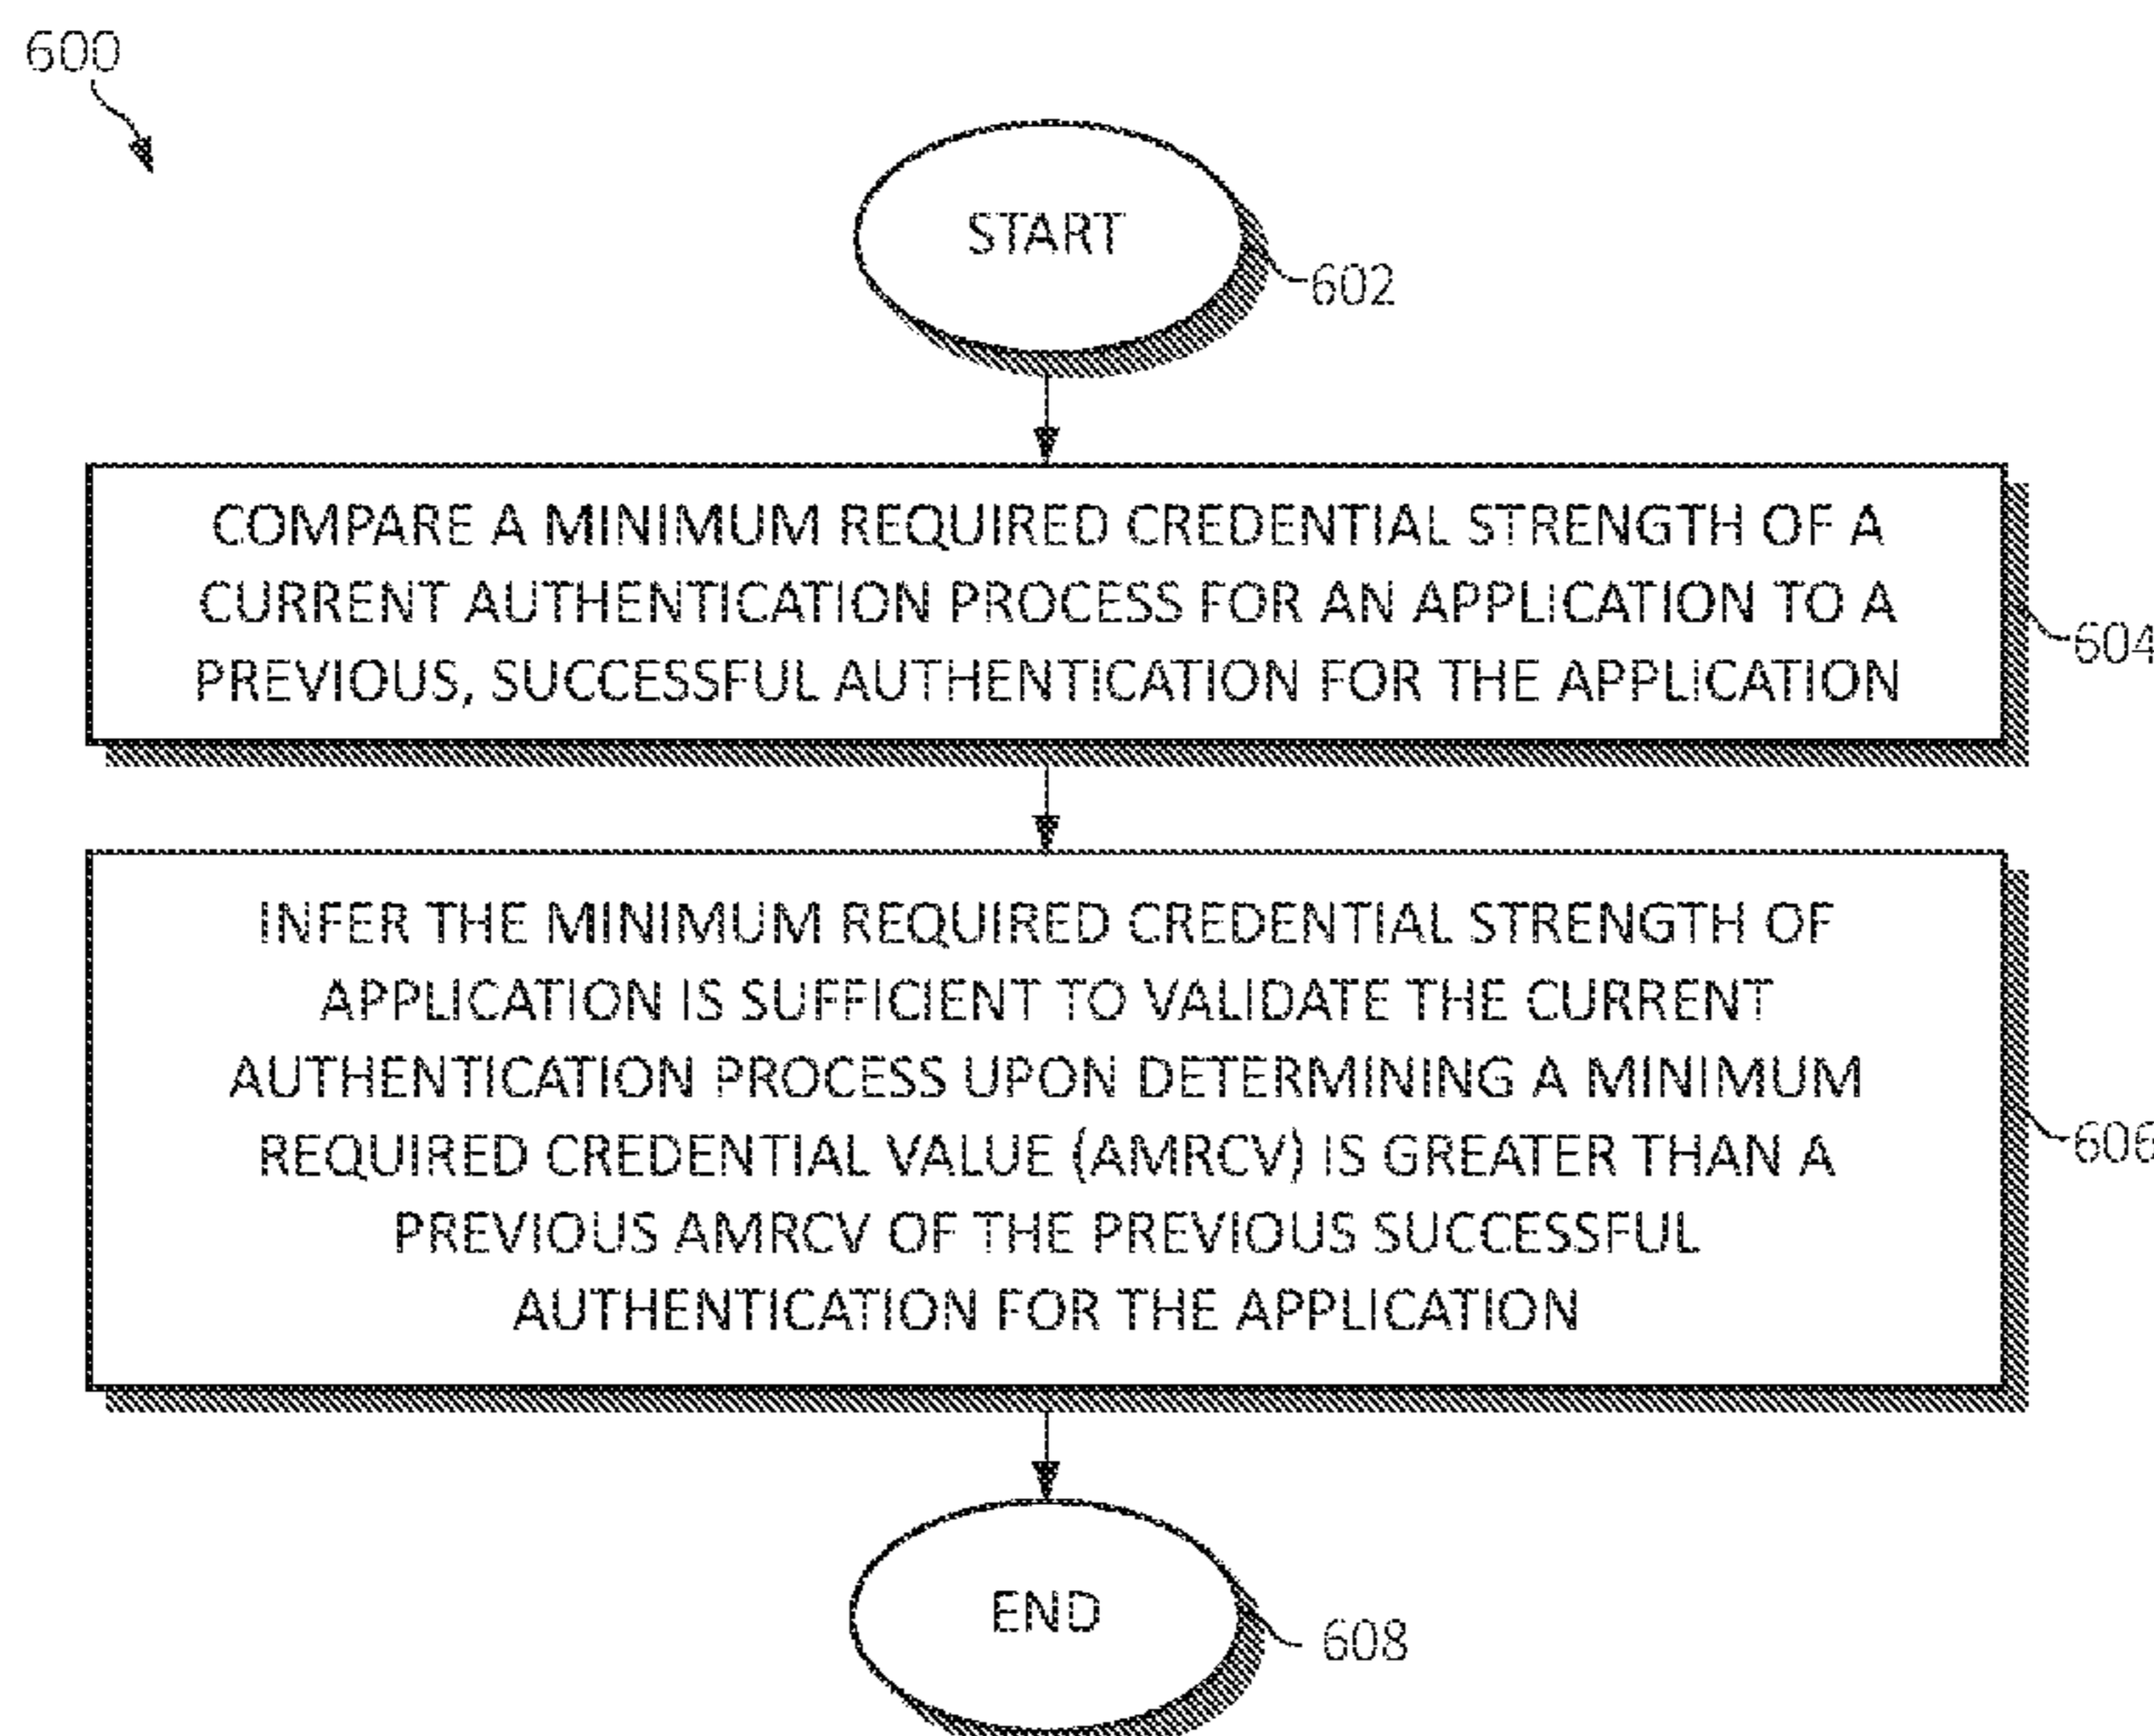 600
START
602
COMPARE A MINIMUM REQUIRED CREDENTIAL STRENGTH OF A
CURRENT AUTHENTICATION PROCESS FOR AN APPLICATION TO A
PREVIOUS, SUCCESSFUL AUTHENTICATION FOR THE APPLICATION
604
INFER THE MINIMUM REQUIRED CREDENTIAL STRENGTH OF
APPLICATION IS SUFFICIENT TO VALIDATE THE CURRENT
AUTHENTICATION PROCESS UPON DETERMINING A MINIMUM
REQUIRED CREDENTIAL VALUE (AMRCV) IS GREATER THAN A
PREVIOUS AMRCV OF THE PREVIOUS SUCCESSFUL
AUTHENTICATION FOR THE APPLICATION
606
END
608